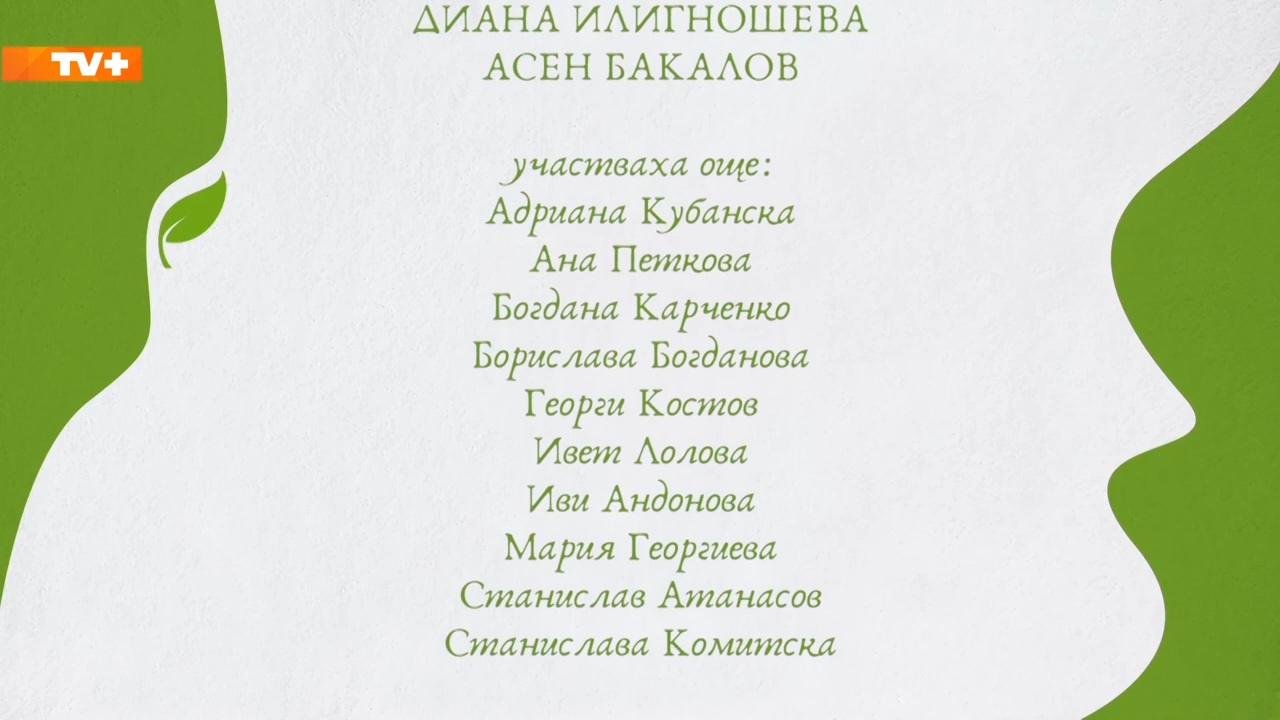 ДИАНА ИЛИГНОШЕВА
TV+
АСЕН БАКАЛОВ
участваха още:
Адриана Кубанска
Ана Петкова
Богдана Карченко
Борислава Богданова
Георги Костов
Ивет Лолова
Иви Андонова
Мария Георгиева
Станислав Атанасов
Станислава Комитска